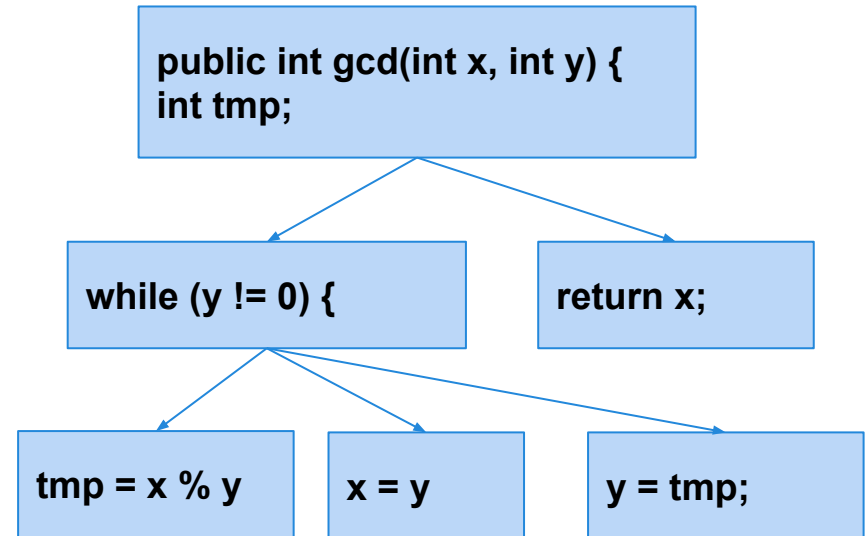 public int gcd(int x, int y) {
int tmp;
while (y != 0) {
return x;
tmp = x % y
x = y
y = tmp;